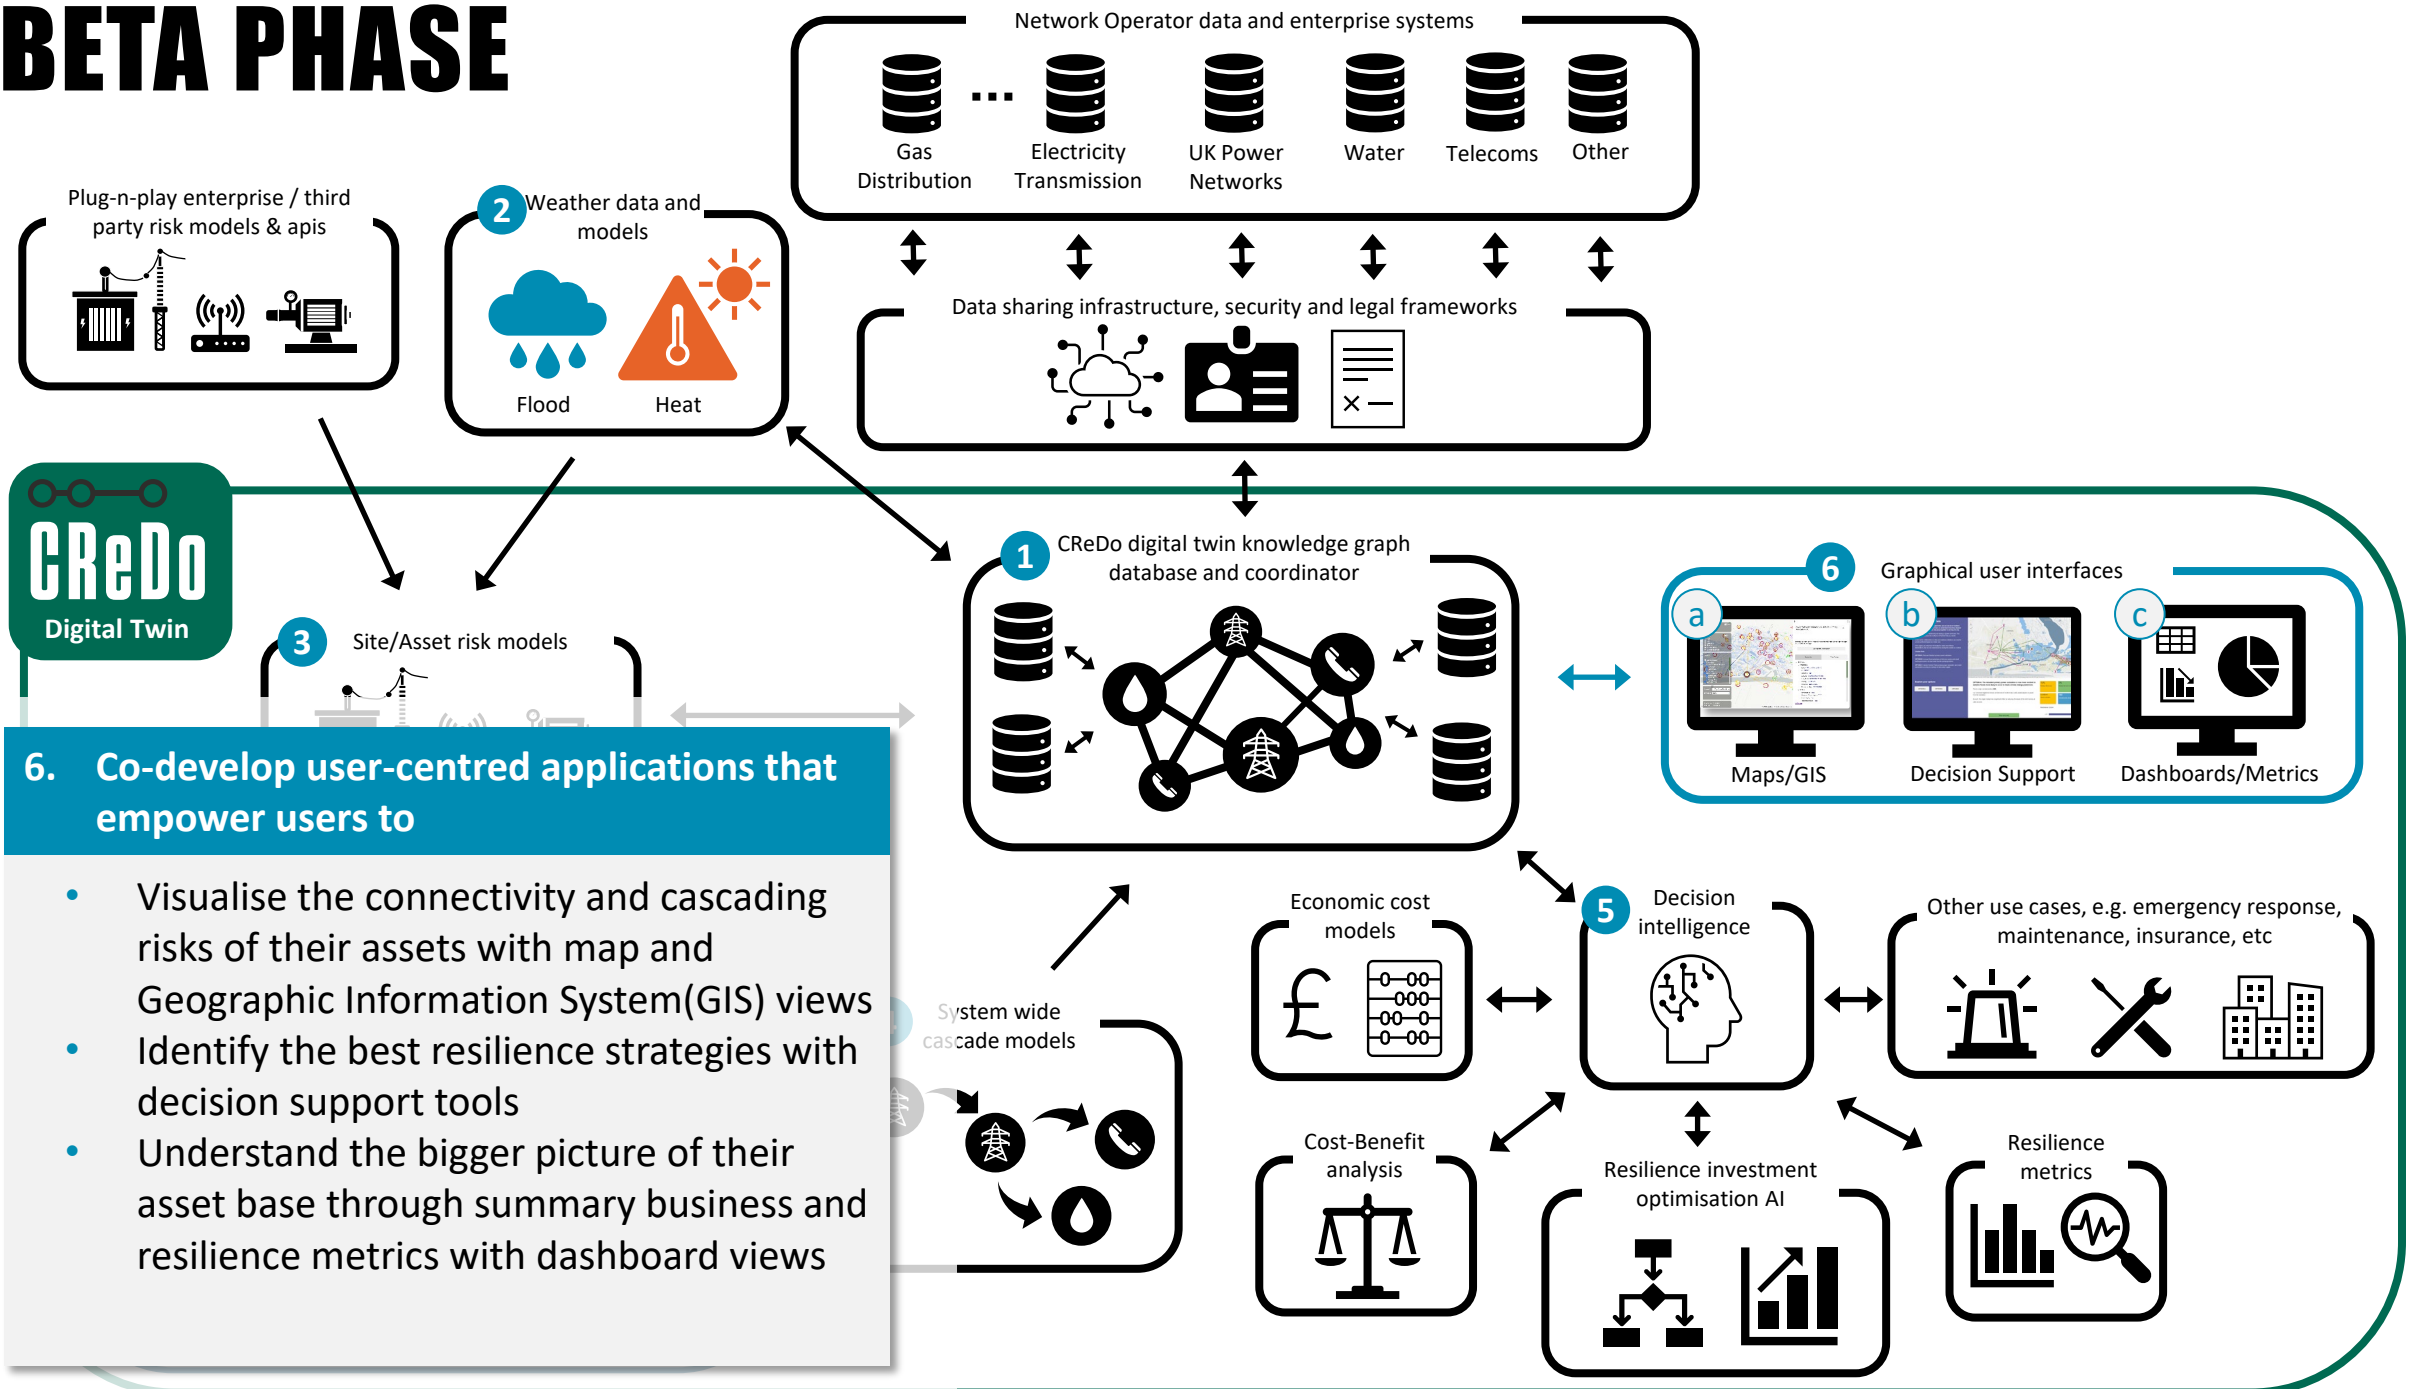 BETA PHASE
Network Operator data and enterprise systems
Gas
Distribution
Electricity
Transmission
UK Power
Networks
Water
Telecoms
Other
Plug-n-play enterprise / third
party risk models & apis
2
Weather data and
models
Flood
Heat
Data sharing infrastructure, security and legal frameworks
CReDo
Digital Twin
1
CReDo digital twin knowledge graph
database and coordinator
6
Graphical user interfaces
a
b
c
Maps/GIS
Decision Support
Dashboards/Metrics
3
Site/Asset risk models
6. Co-develop user-centred applications that
empower users to
• Visualise the connectivity and cascading
risks of their assets with map and
Geographic Information System(GIS) views
• Identify the best resilience strategies with
decision support tools
• Understand the bigger picture of their
asset base through summary business and
resilience metrics with dashboard views
System wide
cascade models
Economic cost
models
£
5
Decision
intelligence
Other use cases, e.g. emergency response,
maintenance, insurance, etc
Cost-Benefit
analysis
Resilience investment
optimisation AI
Resilience
metrics